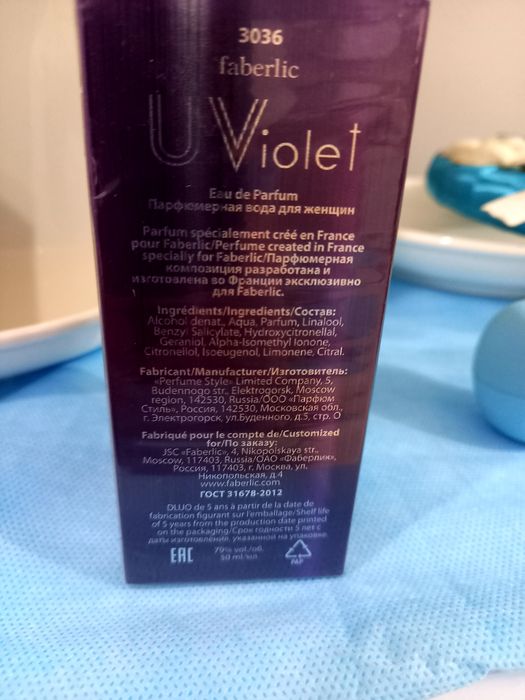 3036
faberlic
UViolet
Eau de Parfum
Парфюмерная вода для женщин
Parfum spécialement créé en France
pour Faberlic/Perfume created in France
specially for Faberlic/Парфюмерная
композиция разработана и
изготовлена во Франции эксклюзивно
для Faberlic.
Ingrédients/Ingredients/Состав:
Alcohol denat., Aqua, Parfum, Linalool,
Benzyl Salicylate, Hydroxycitronellal,
Geraniol, Alpha-Isomethyl Ionone,
Citronellol, Isoeugenol, Limonene, Citral.
Fabricant/Manufacturer/Изготовитель:
«Perfume Style» Limited Company, 5,
Budennogo str., Elektrogorsk, Moscow
region, 142530, Russia/ООО «Парфюм
Стиль», Россия, 142530, Московская обл.,
г. Электрогорск, ул.Буденного, д.5, стр. О
Fabriqué pour le compte de/Customized
for/По заказу:
JSC «Faberlic», 4, Nikopolskaya str.,
Moscow, 117403, Russia/ОАО «Фаберлик»,
Россия, 117403, г. Москва, ул.
Никопольская, д.4
www.faberlic.com
ГОСТ 31678-2012
DLUO de 5 ans à partir de la date de
fabrication figurant sur l'emballage/Shelf life
of 5 years from the production date printed
on the packaging/Срок годности 5 лет с
даты изготовления, указанной на упаковке.
EAC
79% vol./об.
50 ml/мл
PAP